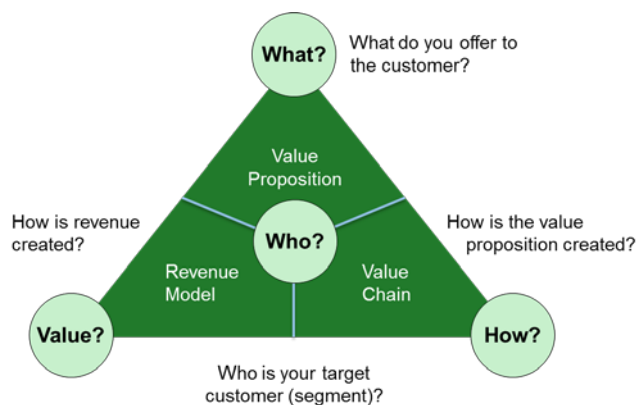 What?
What do you offer to
the customer?
Value
Proposition
How is revenue
created?
Who?
How is the value
proposition created?
Revenue
Model
Value
Chain
Value?
How?
Who is your target
customer (segment)?